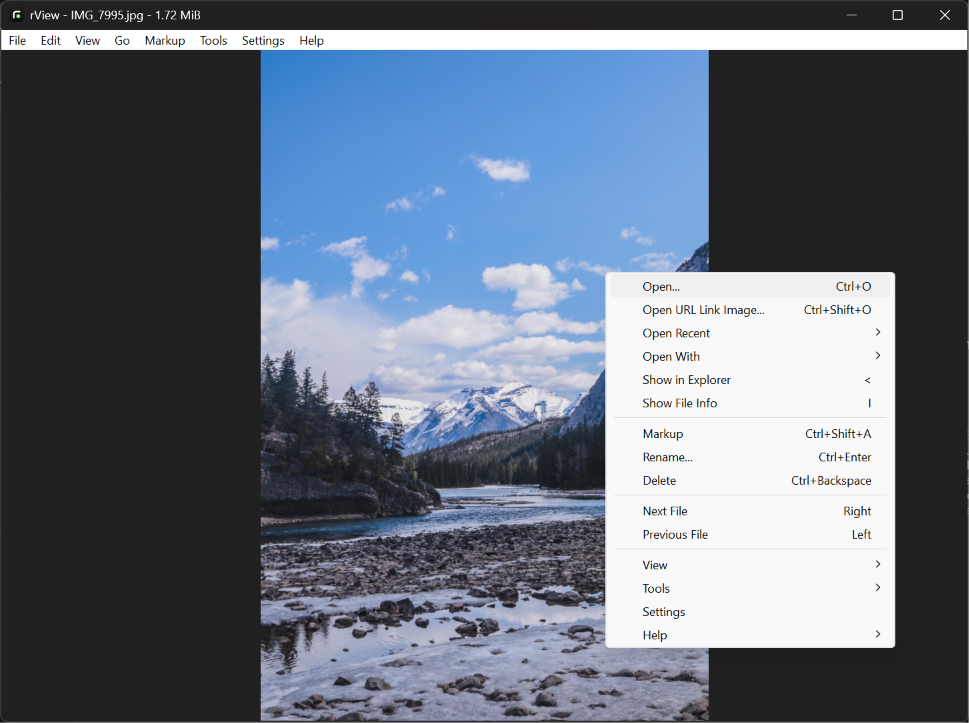 rView - IMG_7995.jpg - 1.72 MiB
File Edit View Go Markup Tools Settings Help
Open... Ctrl+O
Open URL Link Image... Ctrl+Shift+O
Open Recent
Open With
Show in Explorer <
Show File Info I
Markup Ctrl+Shift+A
Rename... Ctrl+Enter
Delete Ctrl+Backspace
Next File Right
Previous File Left
View
Tools
Settings
Help